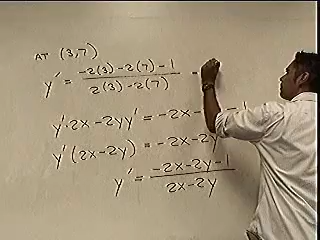 AT (3,7)
y' = -2(3) - 2(7) - 1 / 2(3) - 2(7) =
y'·2x - 2yy' = -2x - 1
y'(2x - 2y) = -2x - 2y
y' = -2x - 2y - 1 / 2x - 2y